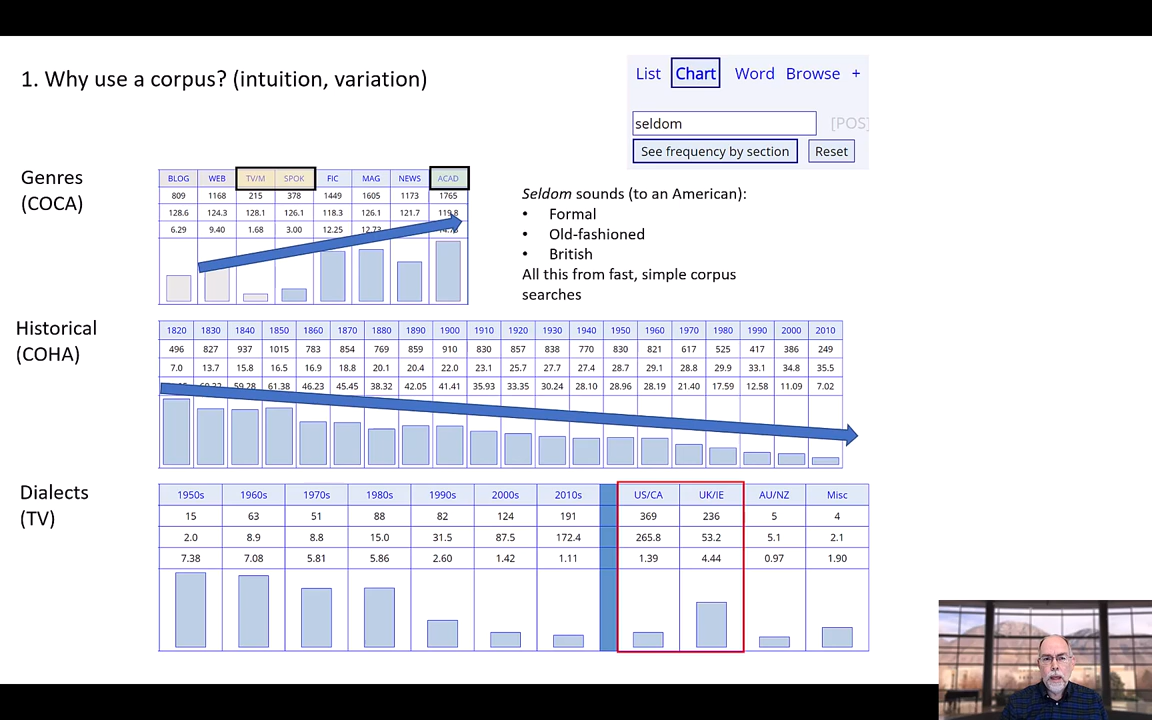 1. Why use a corpus? (intuition, variation)
List Chart Word Browse +
seldom [POS]
See frequency by section Reset
Genres
(COCA)
BLOG WEB TV/M SPOK FIC MAG NEWS ACAD
809 1168 215 378 1449 1605 1173 1765
128.6 124.3 128.1 126.1 118.3 126.1 121.7 119.8
6.29 9.40 1.68 3.00 12.25 12.73
Seldom sounds (to an American):
• Formal
• Old-fashioned
• British
All this from fast, simple corpus
searches
Historical
(COHA)
1820 1830 1840 1850 1860 1870 1880 1890 1900 1910 1920 1930 1940 1950 1960 1970 1980 1990 2000 2010
496 827 937 1015 783 854 769 859 910 830 857 838 770 830 821 617 525 417 386 249
7.0 13.7 15.8 16.5 16.9 18.8 20.1 20.4 22.0 23.1 25.7 27.7 27.4 28.7 29.1 28.8 29.9 33.1 34.8 35.5
59.28 61.38 46.23 45.45 38.32 42.05 41.41 35.93 33.35 30.24 28.10 28.96 28.19 21.40 17.59 12.58 11.09 7.02
Dialects
(TV)
1950s 1960s 1970s 1980s 1990s 2000s 2010s US/CA UK/IE AU/NZ Misc
15 63 51 88 82 124 191 369 236 5 4
2.0 8.9 8.8 15.0 31.5 87.5 172.4 265.8 53.2 5.1 2.1
7.38 7.08 5.81 5.86 2.60 1.42 1.11 1.39 4.44 0.97 1.90